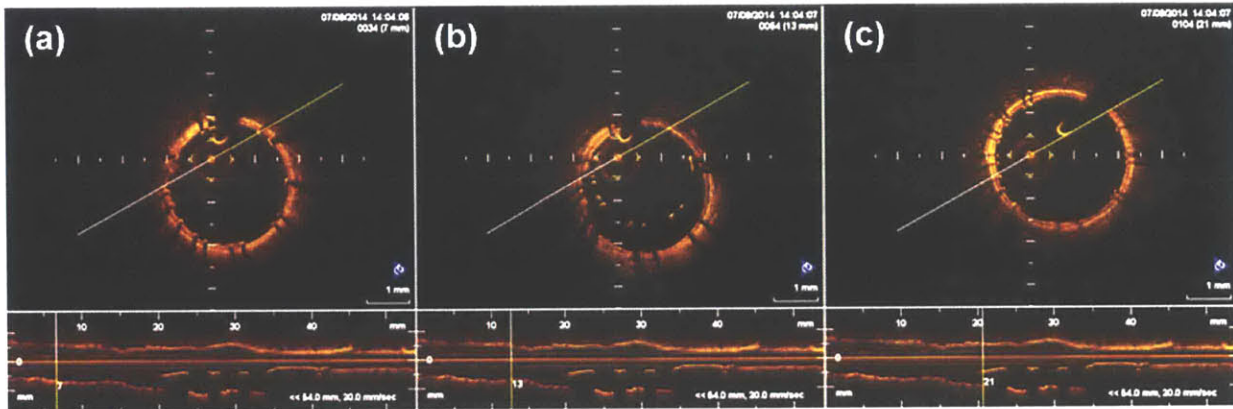 (a)
07/08/2014 14:04:06
0034 (7 mm)
1 mm
10 20 30 40 mm
0
7
mm
<< 54.0 mm, 20.0 mm/sec
(b)
07/08/2014 14:04:07
0064 (13 mm)
1 mm
10 20 30 40 mm
0
13
mm
<< 54.0 mm, 20.0 mm/sec
(c)
07/08/2014 14:04:07
0104 (21 mm)
1 mm
10 20 30 40 mm
0
21
mm
<< 54.0 mm, 20.0 mm/sec